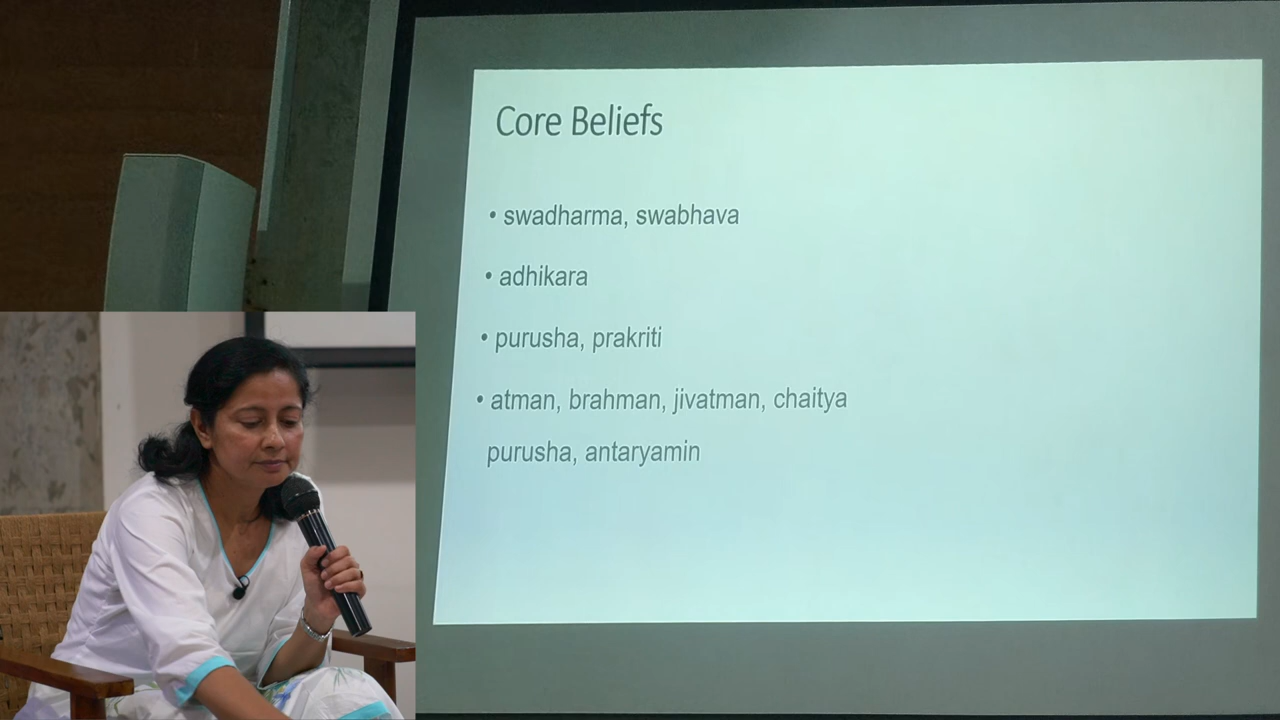 Core Beliefs
• swadharma, swabhava
• adhikara
• purusha, prakriti
• atman, brahman, jivatman, chaitya
purusha, antaryamin